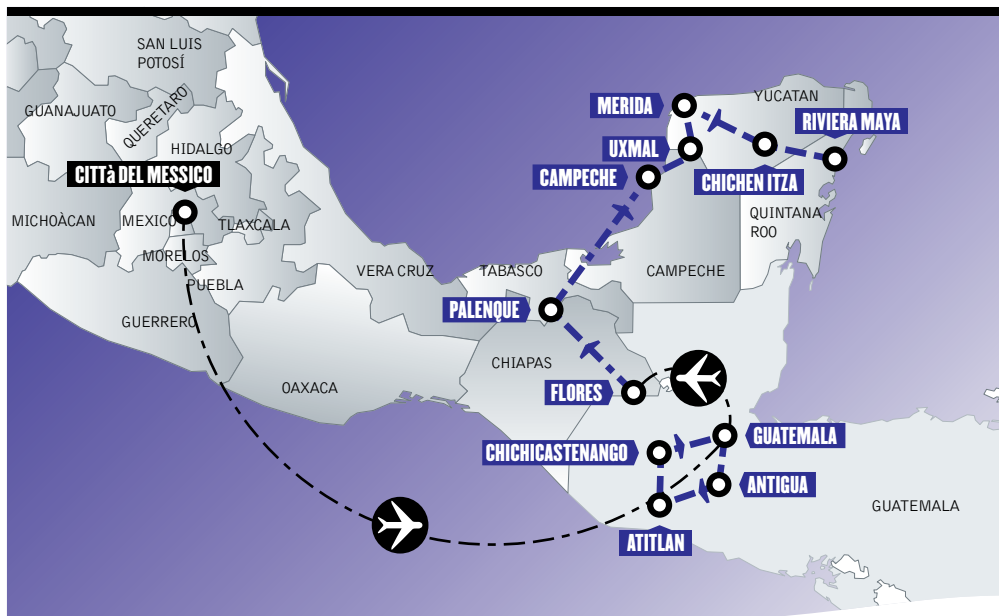 SAN LUIS
POTOSÍ
GUANAJUATO
QUERETARO
HIDALGO
CITTà DEL MESSICO
MICHOÀCAN
MEXICO
TLAXCALA
MORELOS
PUEBLA
GUERRERO
OAXACA
VERA CRUZ
TABASCO
CHIAPAS
CAMPECHE
YUCATAN
QUINTANA
ROO
MERIDA
UXMAL
CAMPECHE
CHICHEN ITZA
RIVIERA MAYA
PALENQUE
FLORES
CHICHICASTENANGO
GUATEMALA
ANTIGUA
ATITLAN
GUATEMALA